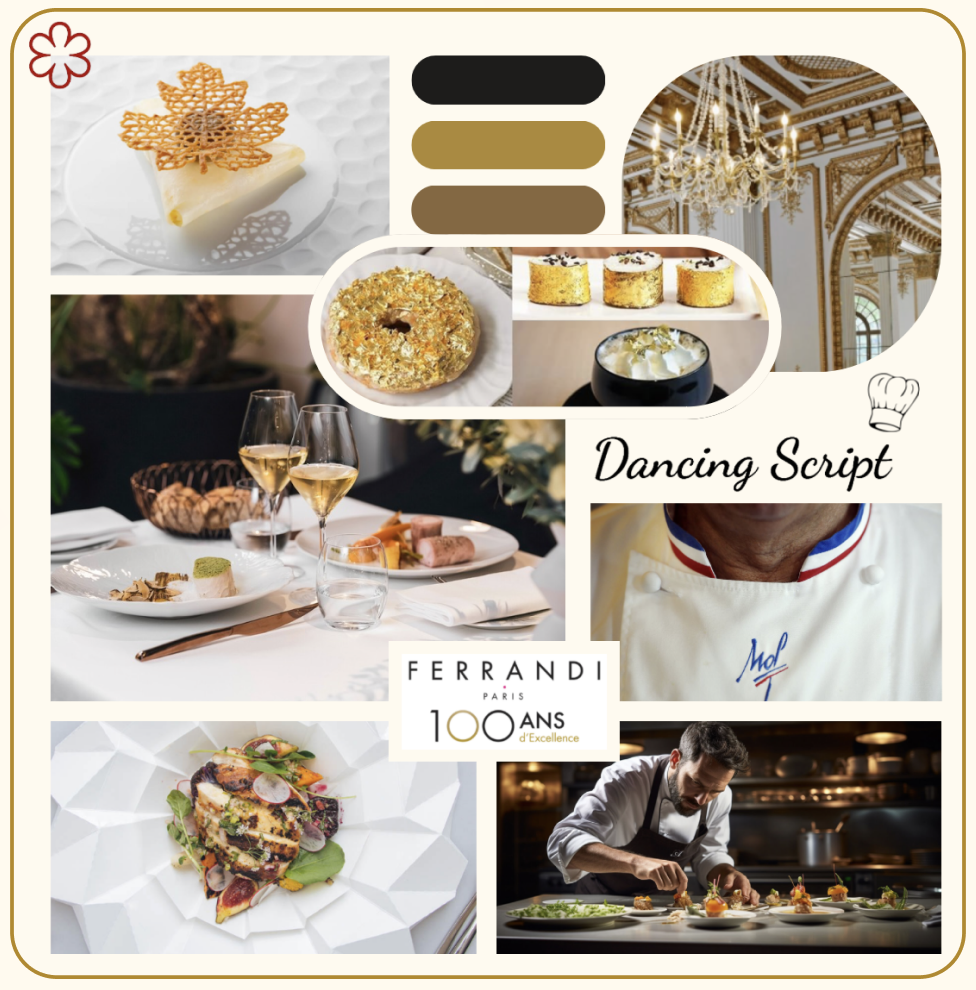 Dancing Script
Mof
FERRANDI
PARIS
100 ANS
d'Excellence